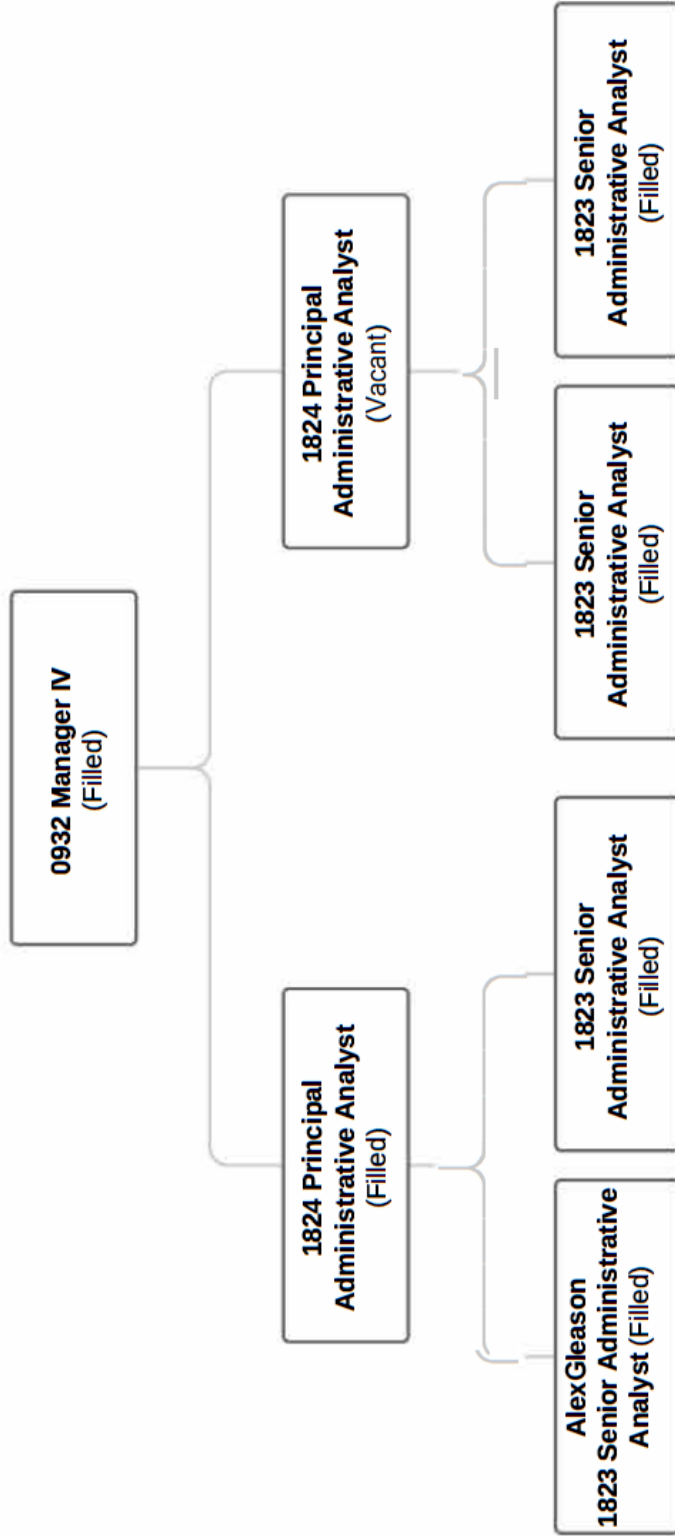 0932 Manager IV
(Filled)
1824 Principal
Administrative Analyst
(Filled)
1824 Principal
Administrative Analyst
(Vacant)
AlexGleason
1823 Senior Administrative
Analyst (Filled)
1823 Senior
Administrative Analyst
(Filled)
1823 Senior
Administrative Analyst
(Filled)
1823 Senior
Administrative Analyst
(Filled)